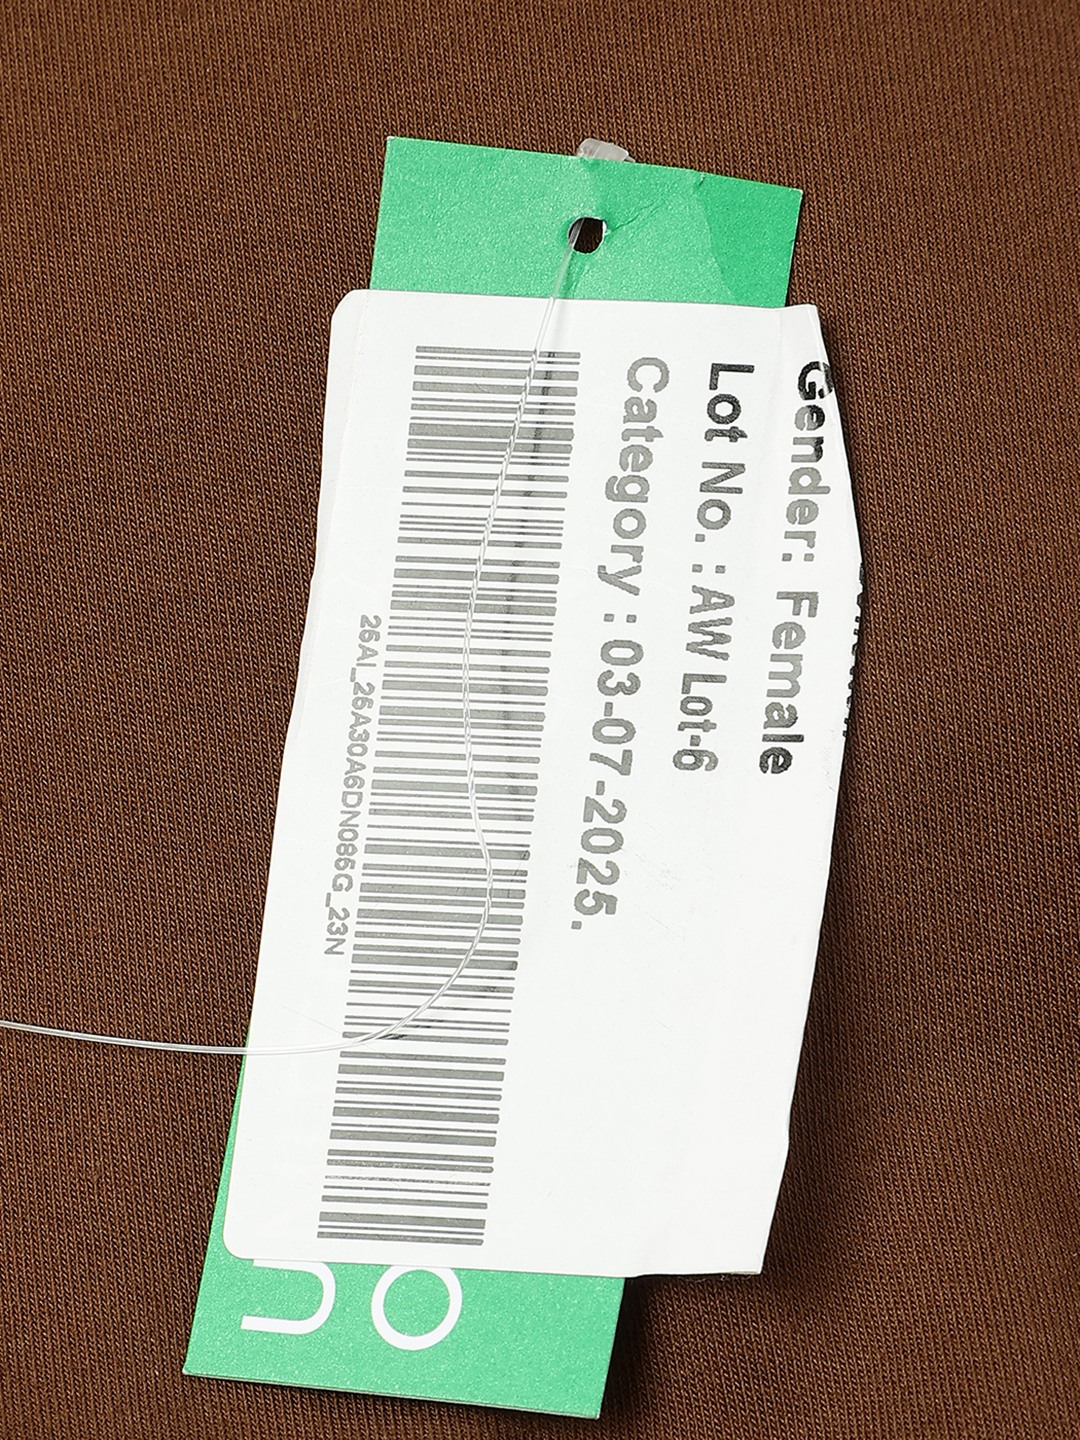 Gender: Female
Lot No. : AW Lot-6
Category : 03-07-2025.
26AI_26A30A6DN086G_23N